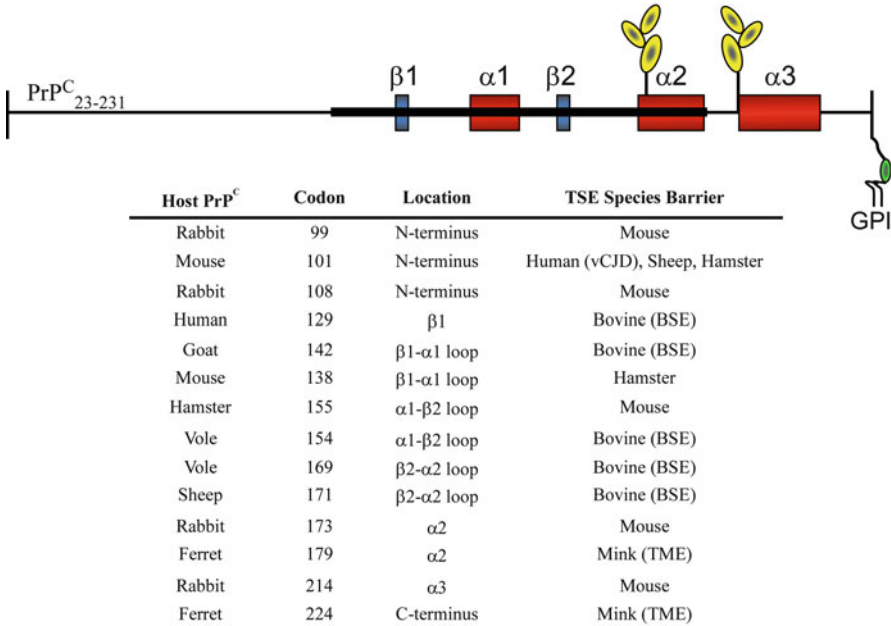 β1 α1 β2 α2 α3
PrP^C 23-231
GPI
Host PrP^C Codon Location TSE Species Barrier
Rabbit 99 N-terminus Mouse
Mouse 101 N-terminus Human (vCJD), Sheep, Hamster
Rabbit 108 N-terminus Mouse
Human 129 β1 Bovine (BSE)
Goat 142 β1-α1 loop Bovine (BSE)
Mouse 138 β1-α1 loop Hamster
Hamster 155 α1-β2 loop Mouse
Vole 154 α1-β2 loop Bovine (BSE)
Vole 169 β2-α2 loop Bovine (BSE)
Sheep 171 β2-α2 loop Bovine (BSE)
Rabbit 173 α2 Mouse
Ferret 179 α2 Mink (TME)
Rabbit 214 α3 Mouse
Ferret 224 C-terminus Mink (TME)